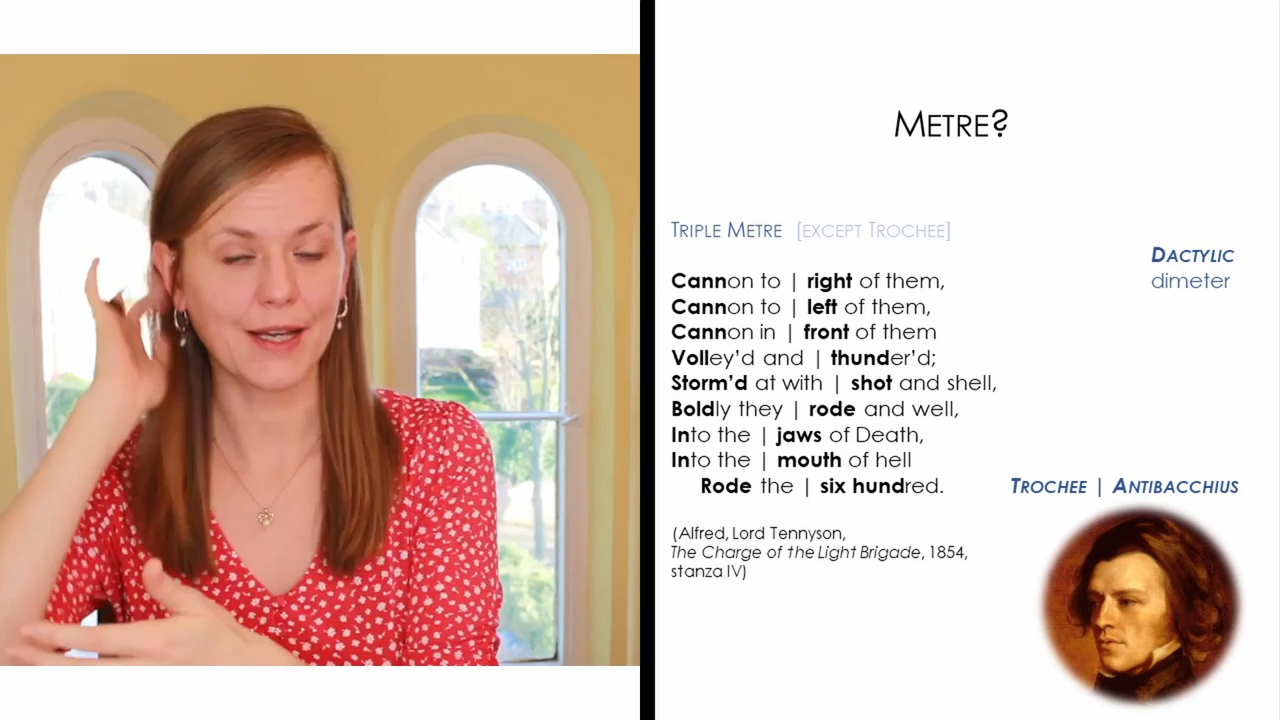 METRE?
TRIPLE METRE [EXCEPT TROCHEE]
DACTYLIC
dimeter
Cannon to | right of them,
Cannon to | left of them,
Cannon in | front of them
Volley’d and | thunder’d;
Storm’d at with | shot and shell,
Boldly they | rode and well,
Into the | jaws of Death,
Into the | mouth of hell
Rode the | six hundred.
TROCHEE | ANTIBACCHIUS
(Alfred, Lord Tennyson,
The Charge of the Light Brigade, 1854,
stanza IV)